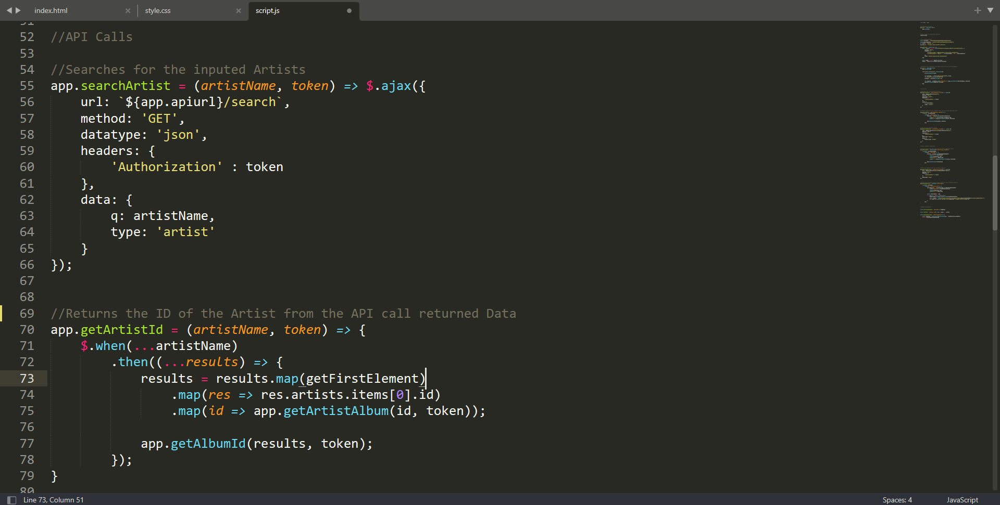 index.html × style.css × script.js
51
52 //API Calls
53
54 //Searches for the inputed Artists
55 app.searchArtist = (artistName, token) => $.ajax({
56     url: `${app.apiurl}/search`,
57     method: 'GET',
58     datatype: 'json',
59     headers: {
60         'Authorization' : token
61     },
62     data: {
63         q: artistName,
64         type: 'artist'
65     }
66 });
67
68
69 //Returns the ID of the Artist from the API call returned Data
70 app.getArtistId = (artistName, token) => {
71     $.when(...artistName)
72         .then((...results) => {
73             results = results.map(getFirstElement)
74                 .map(res => res.artists.items[0].id)
75                 .map(id => app.getArtistAlbum(id, token));
76
77             app.getAlbumId(results, token);
78         });
79 }
80
Line 73, Column 51 Spaces: 4 JavaScript